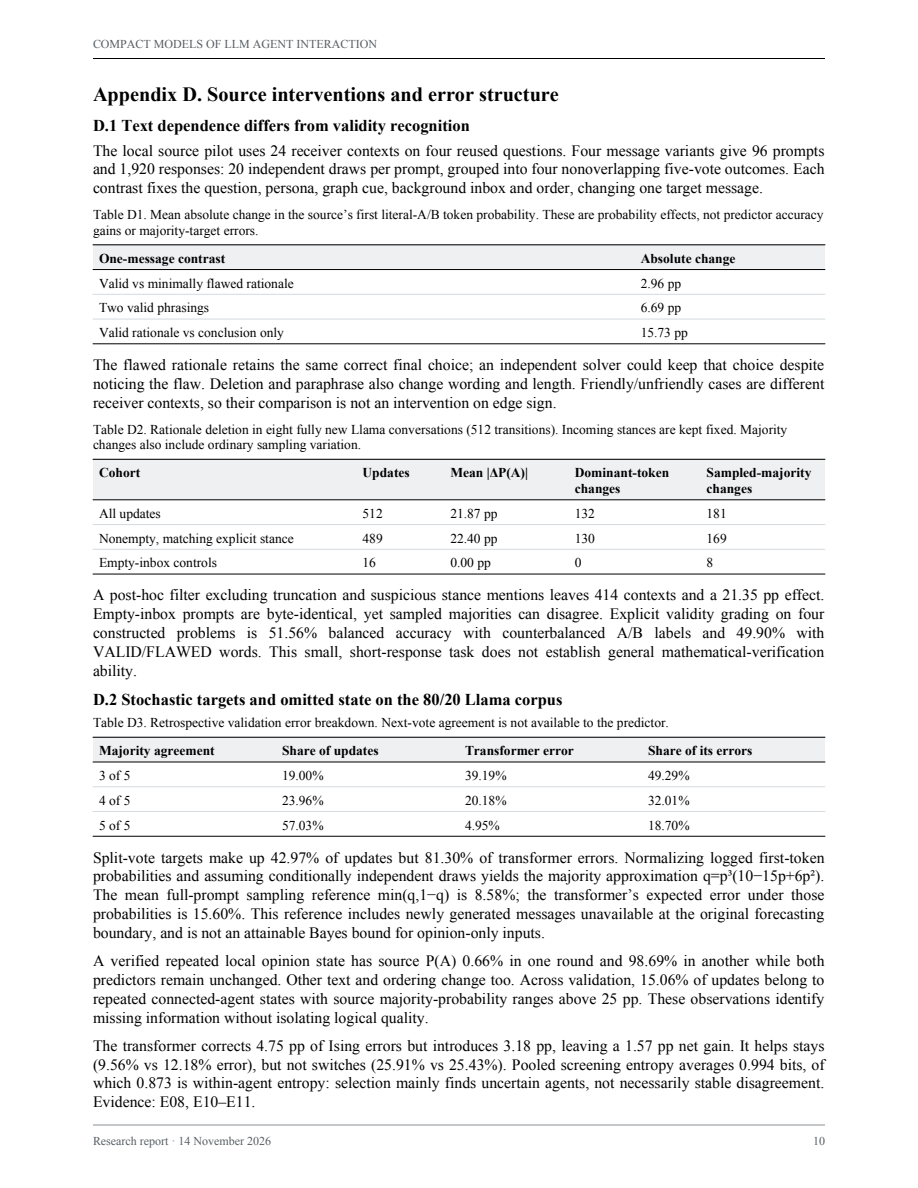 COMPACT MODELS OF LLM AGENT INTERACTION
Appendix D. Source interventions and error structure
D.1 Text dependence differs from validity recognition
The local source pilot uses 24 receiver contexts on four reused questions. Four message variants give 96 prompts
and 1,920 responses: 20 independent draws per prompt, grouped into four nonoverlapping five-vote outcomes. Each
contrast fixes the question, persona, graph cue, background inbox and order, changing one target message.
Table D1. Mean absolute change in the source's first literal-A/B token probability. These are probability effects, not predictor accuracy
gains or majority-target errors.
One-message contrast Absolute change
Valid vs minimally flawed rationale 2.96 pp
Two valid phrasings 6.69 pp
Valid rationale vs conclusion only 15.73 pp
The flawed rationale retains the same correct final choice; an independent solver could keep that choice despite
noticing the flaw. Deletion and paraphrase also change wording and length. Friendly/unfriendly cases are different
receiver contexts, so their comparison is not an intervention on edge sign.
Table D2. Rationale deletion in eight fully new Llama conversations (512 transitions). Incoming stances are kept fixed. Majority
changes also include ordinary sampling variation.
Cohort Updates Mean |ΔP(A)| Dominant-token changes Sampled-majority changes
All updates 512 21.87 pp 132 181
Nonempty, matching explicit stance 489 22.40 pp 130 169
Empty-inbox controls 16 0.00 pp 0 8
A post-hoc filter excluding truncation and suspicious stance mentions leaves 414 contexts and a 21.35 pp effect.
Empty-inbox prompts are byte-identical, yet sampled majorities can disagree. Explicit validity grading on four
constructed problems is 51.56% balanced accuracy with counterbalanced A/B labels and 49.90% with
VALID/FLAWED words. This small, short-response task does not establish general mathematical-verification
ability.
D.2 Stochastic targets and omitted state on the 80/20 Llama corpus
Table D3. Retrospective validation error breakdown. Next-vote agreement is not available to the predictor.
Majority agreement Share of updates Transformer error Share of its errors
3 of 5 19.00% 39.19% 49.29%
4 of 5 23.96% 20.18% 32.01%
5 of 5 57.03% 4.95% 18.70%
Split-vote targets make up 42.97% of updates but 81.30% of transformer errors. Normalizing logged first-token
probabilities and assuming conditionally independent draws yields the majority approximation q=p³(10−15p+6p²).
The mean full-prompt sampling reference min(q,1−q) is 8.58%; the transformer's expected error under those
probabilities is 15.60%. This reference includes newly generated messages unavailable at the original forecasting
boundary, and is not an attainable Bayes bound for opinion-only inputs.
A verified repeated local opinion state has source P(A) 0.66% in one round and 98.69% in another while both
predictors remain unchanged. Other text and ordering change too. Across validation, 15.06% of updates belong to
repeated connected-agent states with source majority-probability ranges above 25 pp. These observations identify
missing information without isolating logical quality.
The transformer corrects 4.75 pp of Ising errors but introduces 3.18 pp, leaving a 1.57 pp net gain. It helps stays
(9.56% vs 12.18% error), but not switches (25.91% vs 25.43%). Pooled screening entropy averages 0.994 bits, of
which 0.873 is within-agent entropy: selection mainly finds uncertain agents, not necessarily stable disagreement.
Evidence: E08, E10–E11.
Research report · 14 November 2026 10